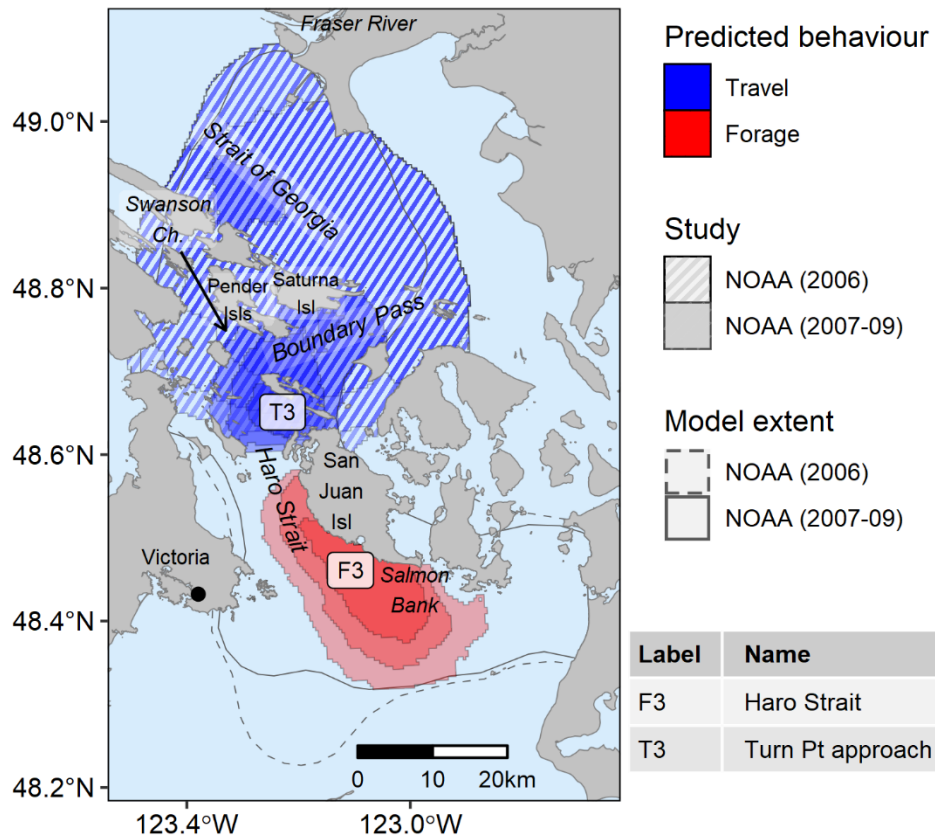 Fraser River
49.0°N
48.8°N
48.6°N
48.4°N
48.2°N
123.4°W
123.0°W
Strait of Georgia
Swanson
Ch.
Pender
Isls
Saturna
Isl
Boundary Pass
T3
Haro Strait
San
Juan
Isl
F3
Salmon
Bank
Victoria
0 10 20km
Predicted behaviour
Travel
Forage
Study
NOAA (2006)
NOAA (2007-09)
Model extent
NOAA (2006)
NOAA (2007-09)
Label Name
F3 Haro Strait
T3 Turn Pt approach